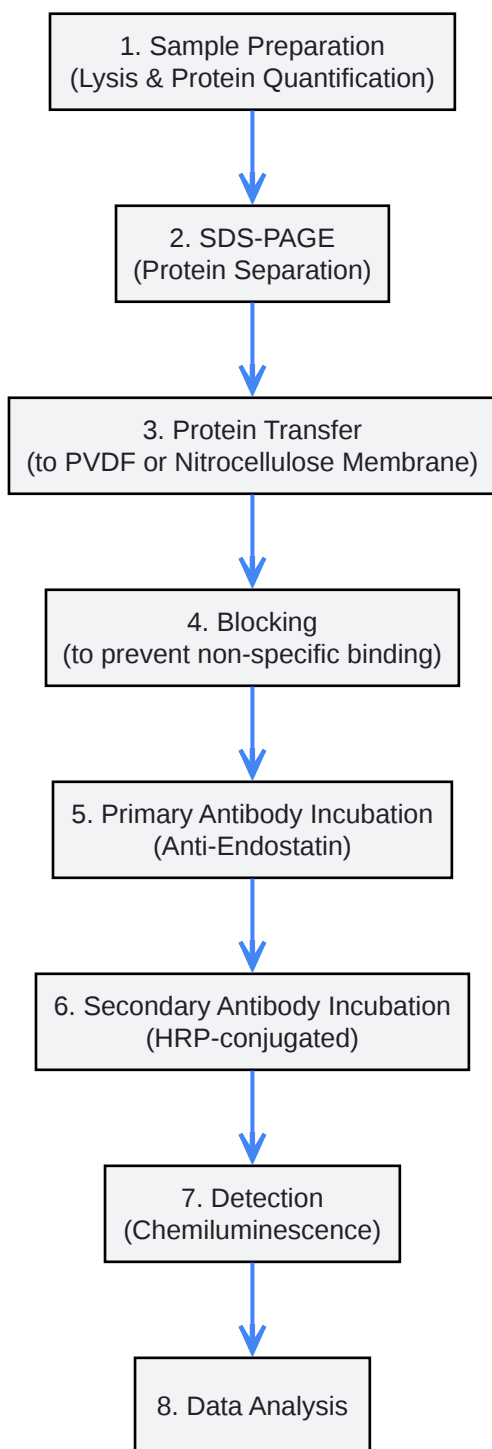 1. Sample Preparation
(Lysis & Protein Quantification)
2. SDS-PAGE
(Protein Separation)
3. Protein Transfer
(to PVDF or Nitrocellulose Membrane)
4. Blocking
(to prevent non-specific binding)
5. Primary Antibody Incubation
(Anti-Endostatin)
6. Secondary Antibody Incubation
(HRP-conjugated)
7. Detection
(Chemiluminescence)
8. Data Analysis